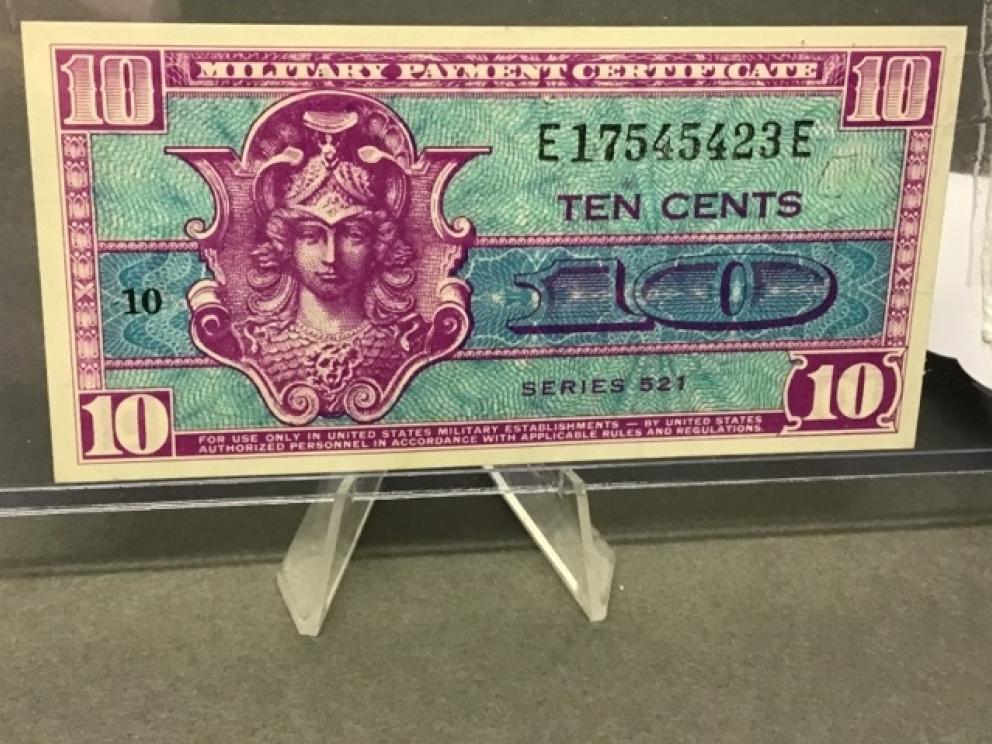 10 MILITARY PAYMENT CERTIFICATE 10
E17545423E
TEN CENTS
10 10
SERIES 521
10 10
FOR USE ONLY IN UNITED STATES MILITARY ESTABLISHMENTS — BY UNITED STATES
AUTHORIZED PERSONNEL IN ACCORDANCE WITH APPLICABLE RULES AND REGULATIONS